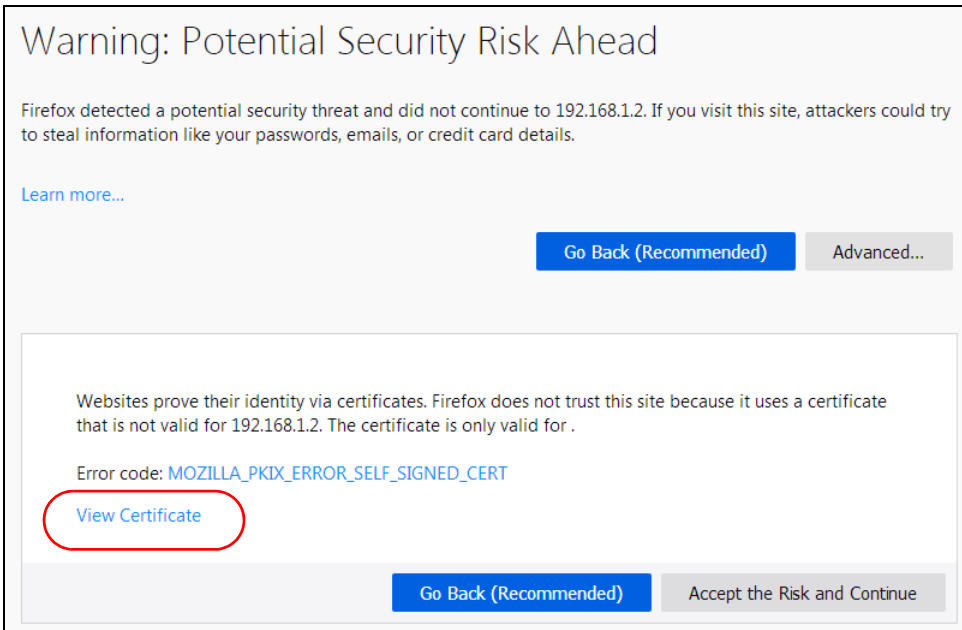 Warning: Potential Security Risk Ahead
Firefox detected a potential security threat and did not continue to 192.168.1.2. If you visit this site, attackers could try
to steal information like your passwords, emails, or credit card details.
Learn more...
Go Back (Recommended) Advanced...
Websites prove their identity via certificates. Firefox does not trust this site because it uses a certificate
that is not valid for 192.168.1.2. The certificate is only valid for .
Error code: MOZILLA_PKIX_ERROR_SELF_SIGNED_CERT
View Certificate
Go Back (Recommended) Accept the Risk and Continue